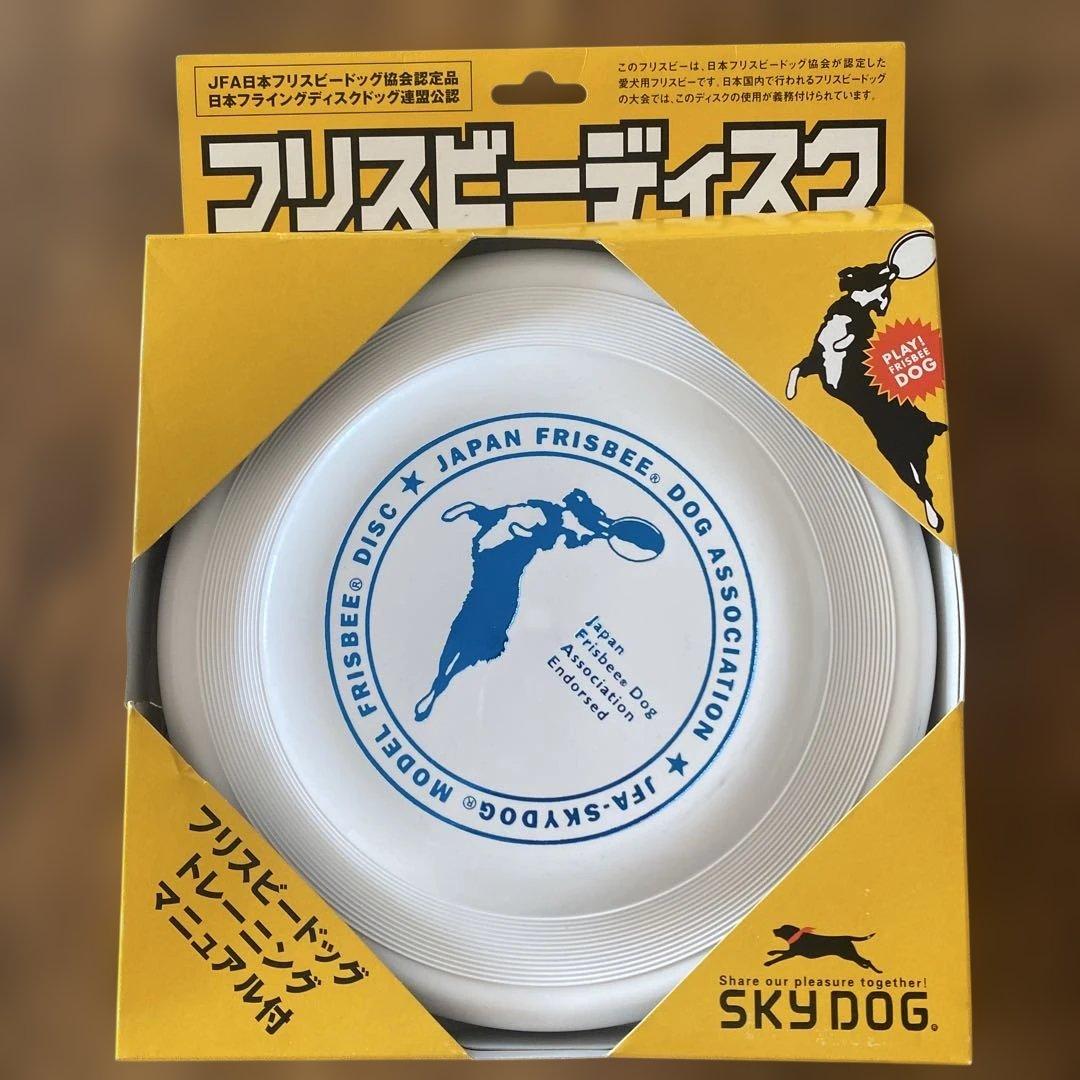 JFA日本フリスビードッグ協会認定品
日本フライングディスクドッグ連盟公認
このフリスビーは、日本フリスビードッグ協会が認定した
愛犬用フリスビーです。日本国内で行われるフリスビードッグ
の大会では、このディスクの使用が義務付けられています。
フリスビーディスク
PLAY!
FRISBEE
DOG
★ JAPAN FRISBEE® DOG ASSOCIATION ★ JFA-SKYDOG® MODEL FRISBEE® DISC
Japan
Frisbee® Dog
Association
Endorsed
フリスビードッグ
トレーニング
マニュアル付
Share our pleasure together!
SKYDOG®